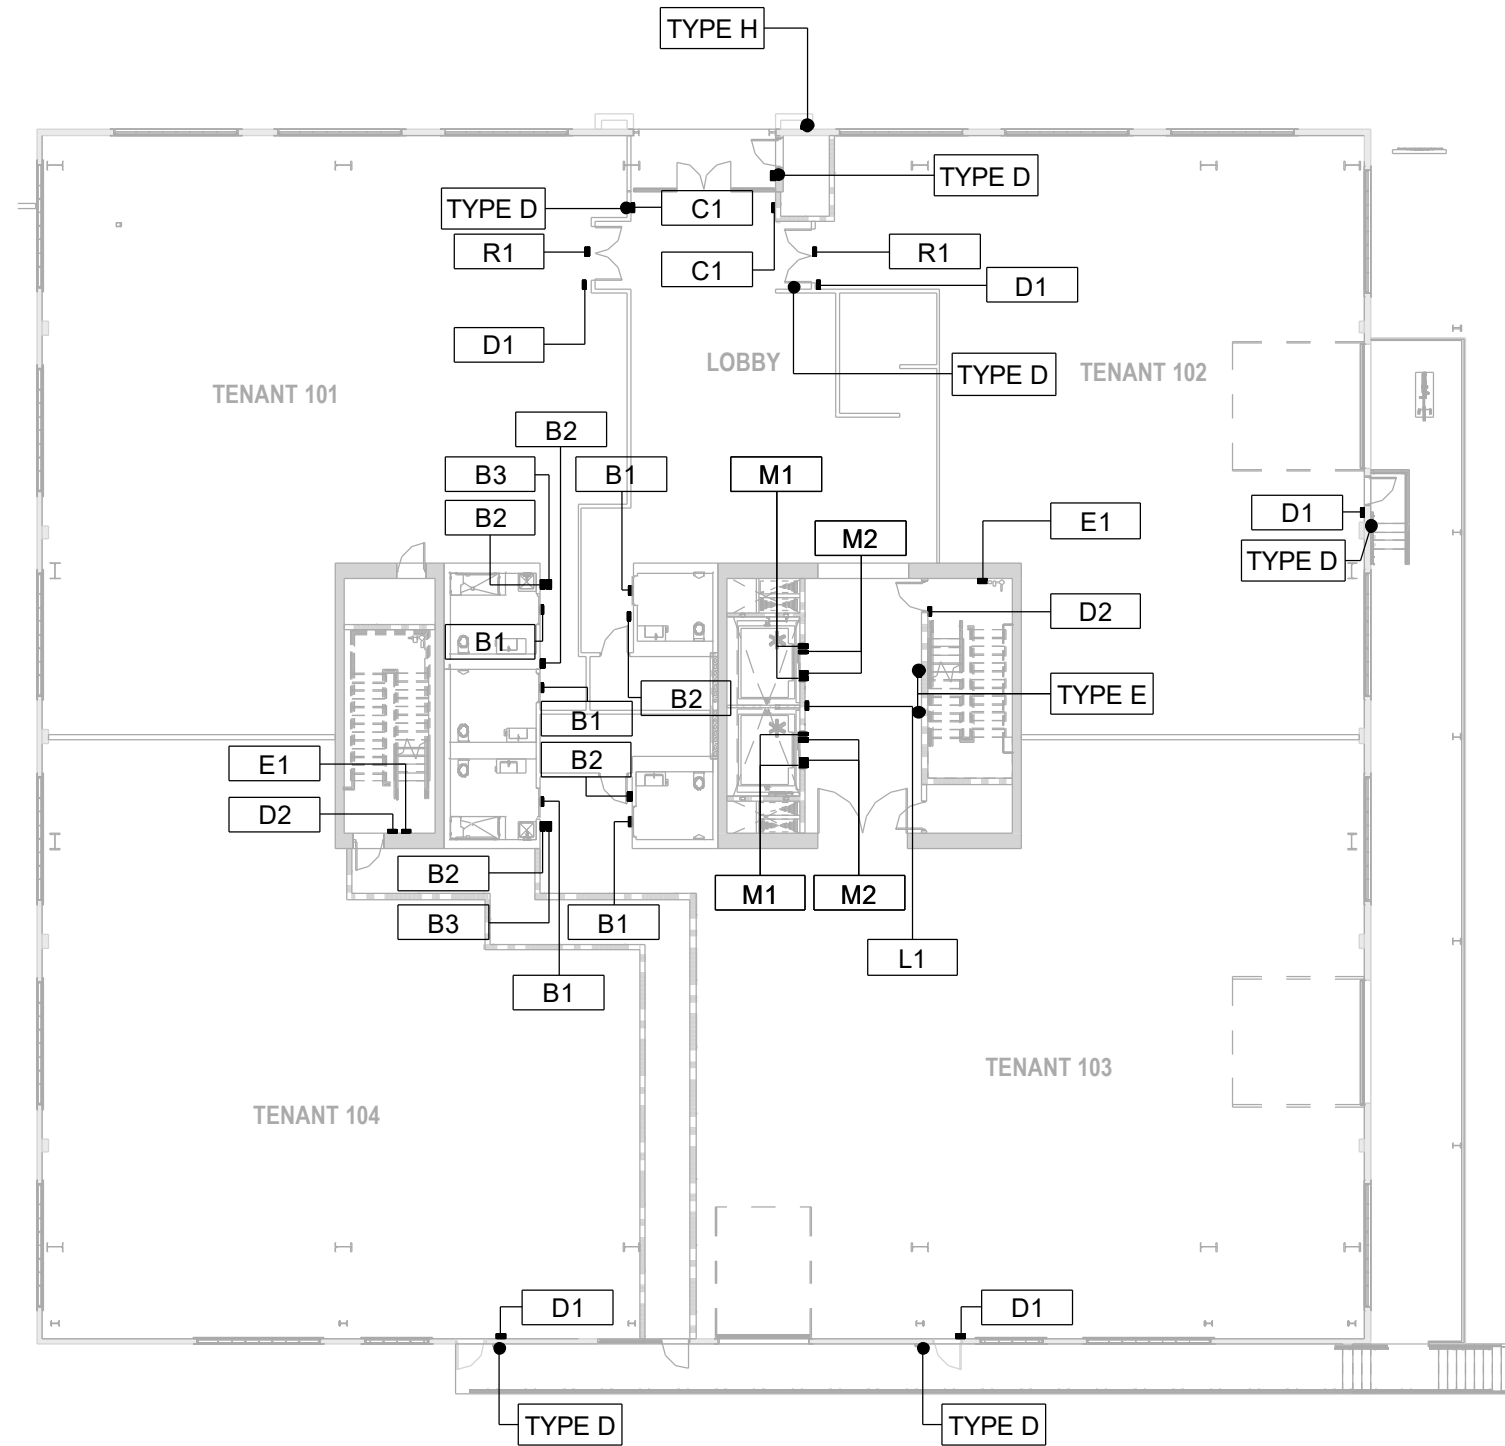 TYPE H
TYPE D
TYPE D
C1
R1
R1
C1
D1
D1
LOBBY
TYPE D
TENANT 102
TENANT 101
B2
B3
B1
M1
B2
E1
D1
M2
TYPE D
D2
B1
B2
TYPE E
B1
B2
E1
D2
B2
M1
M2
B3
B1
L1
B1
TENANT 103
TENANT 104
D1
D1
TYPE D
TYPE D